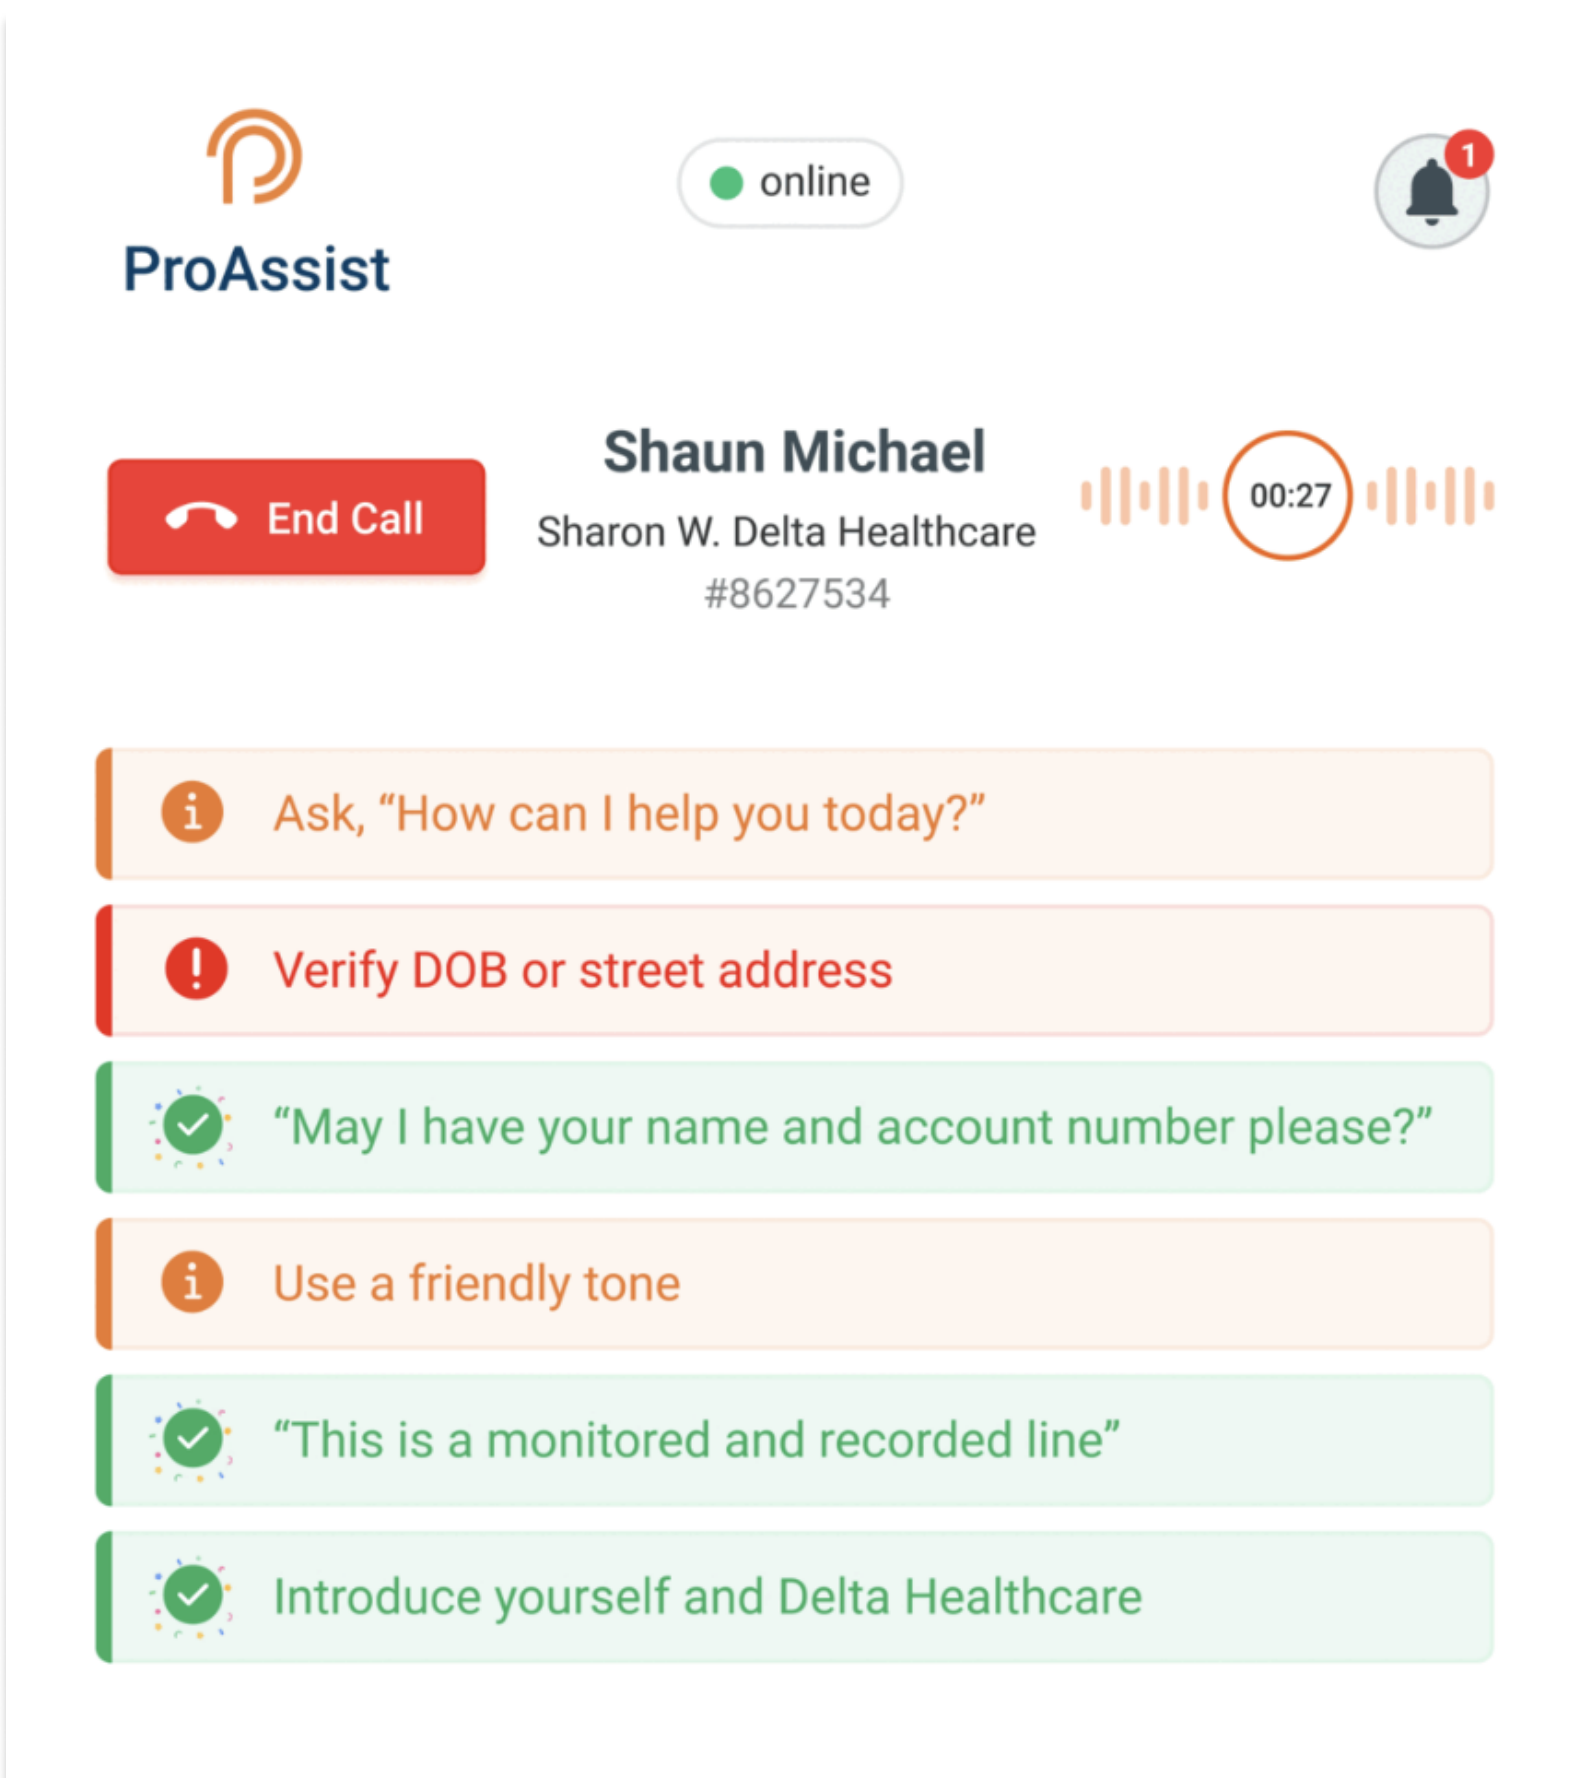 ProAssist
online
1
End Call
Shaun Michael
Sharon W. Delta Healthcare
#8627534
00:27
Ask, “How can I help you today?”
Verify DOB or street address
“May I have your name and account number please?”
Use a friendly tone
“This is a monitored and recorded line”
Introduce yourself and Delta Healthcare